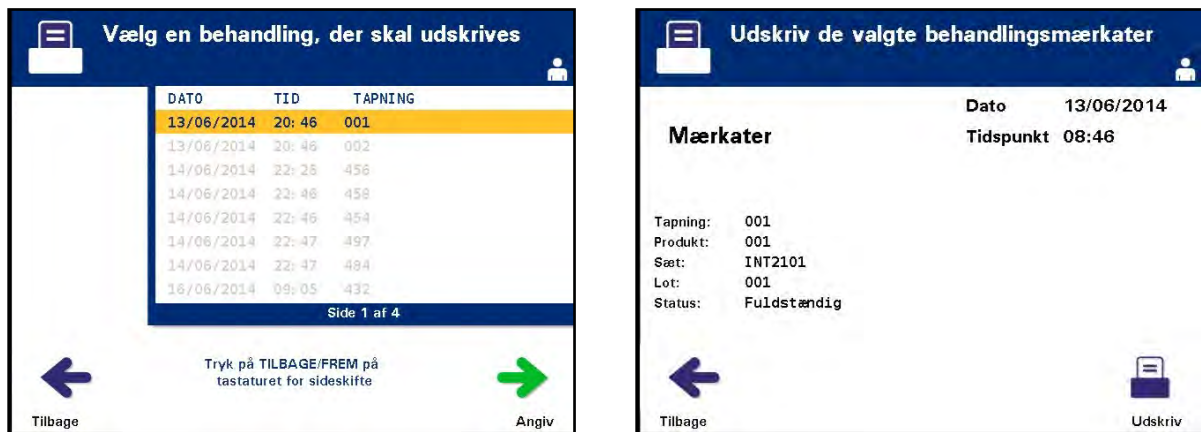 Vælg en behandling, der skal udskrives
DATO TID TAPNING
13/06/2014 20:46 001
13/06/2014 20:46 002
14/06/2014 22:28 456
14/06/2014 22:46 458
14/06/2014 22:46 454
14/06/2014 22:47 497
14/06/2014 22:47 484
16/06/2014 09:05 432
Side 1 af 4
Tryk på TILBAGE/FREM på
tastaturet for sideskifte
Tilbage
Angiv
Udskriv de valgte behandlingsmærkater
Dato 13/06/2014
Mærkater
Tidspunkt 08:46
Tapning: 001
Produkt: 001
Sæt: INT2101
Lot: 001
Status: Fuldstændig
Tilbage
Udskriv